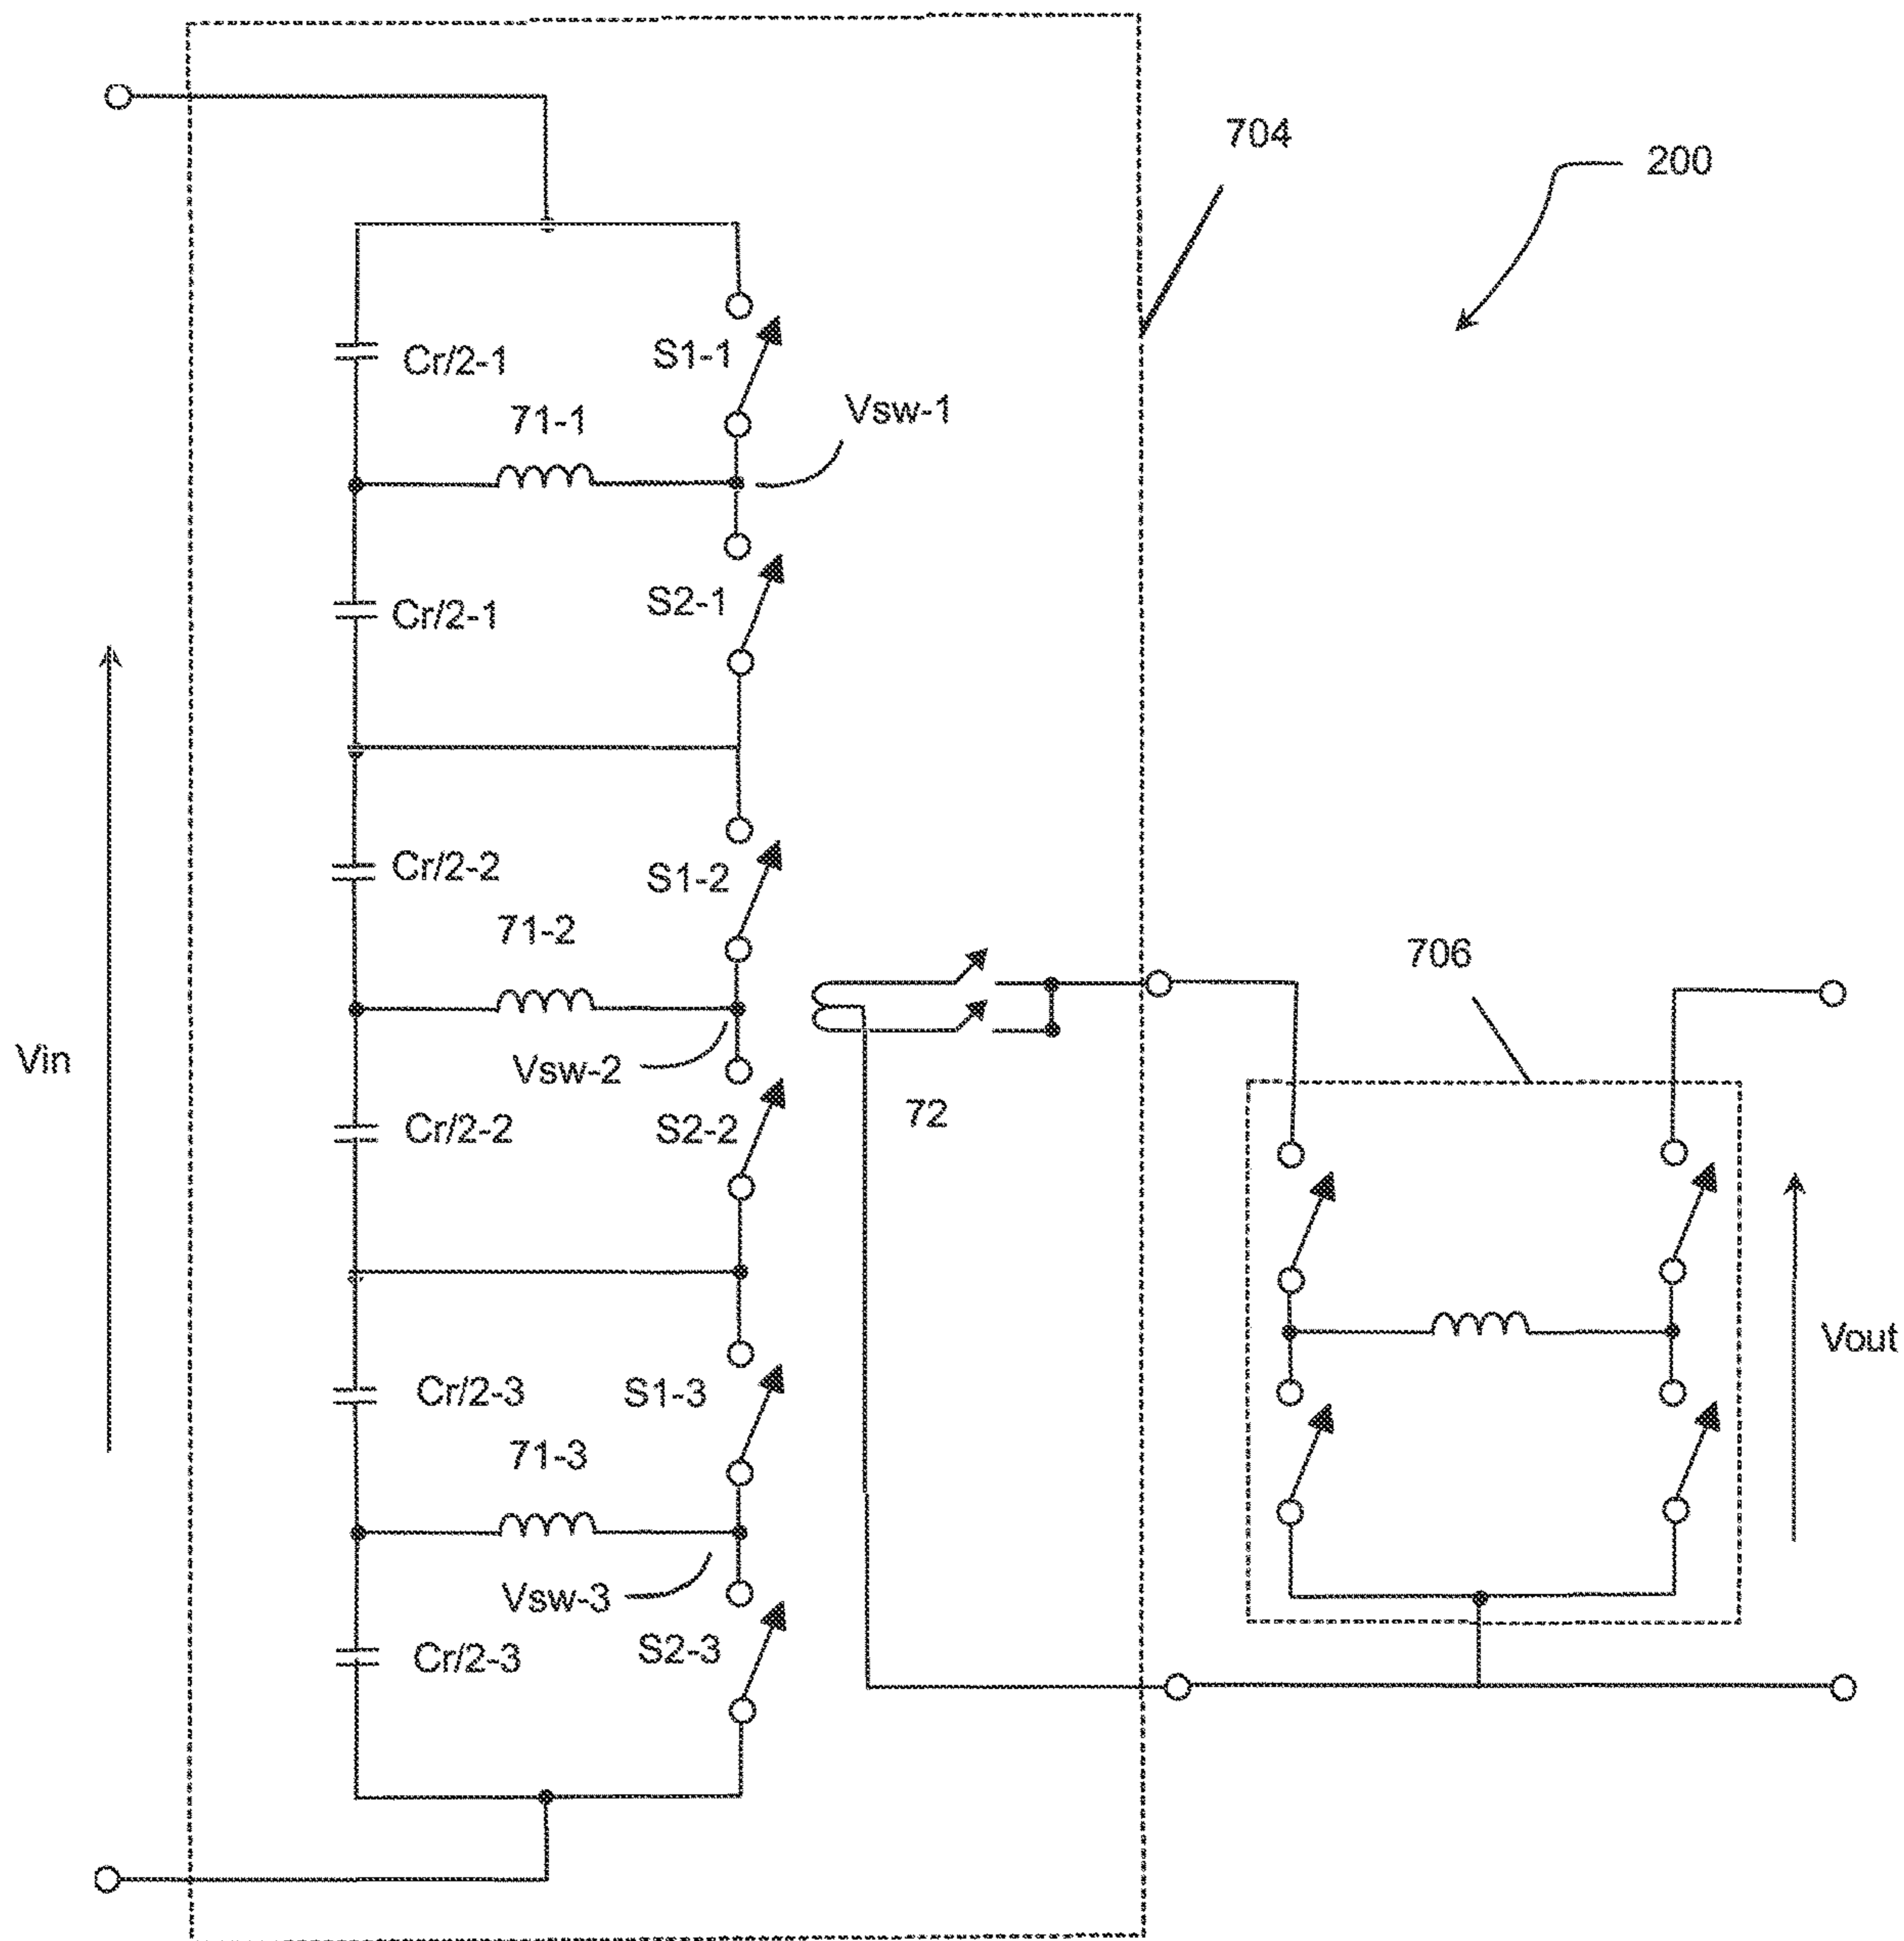 704
200
Cr/2-1
S1-1
71-1
Vsw-1
Cr/2-1
S2-1
Cr/2-2
S1-2
71-2
706
Vin
Vsw-2
Cr/2-2
S2-2
72
Vout
Cr/2-3
S1-3
71-3
Vsw-3
Cr/2-3
S2-3